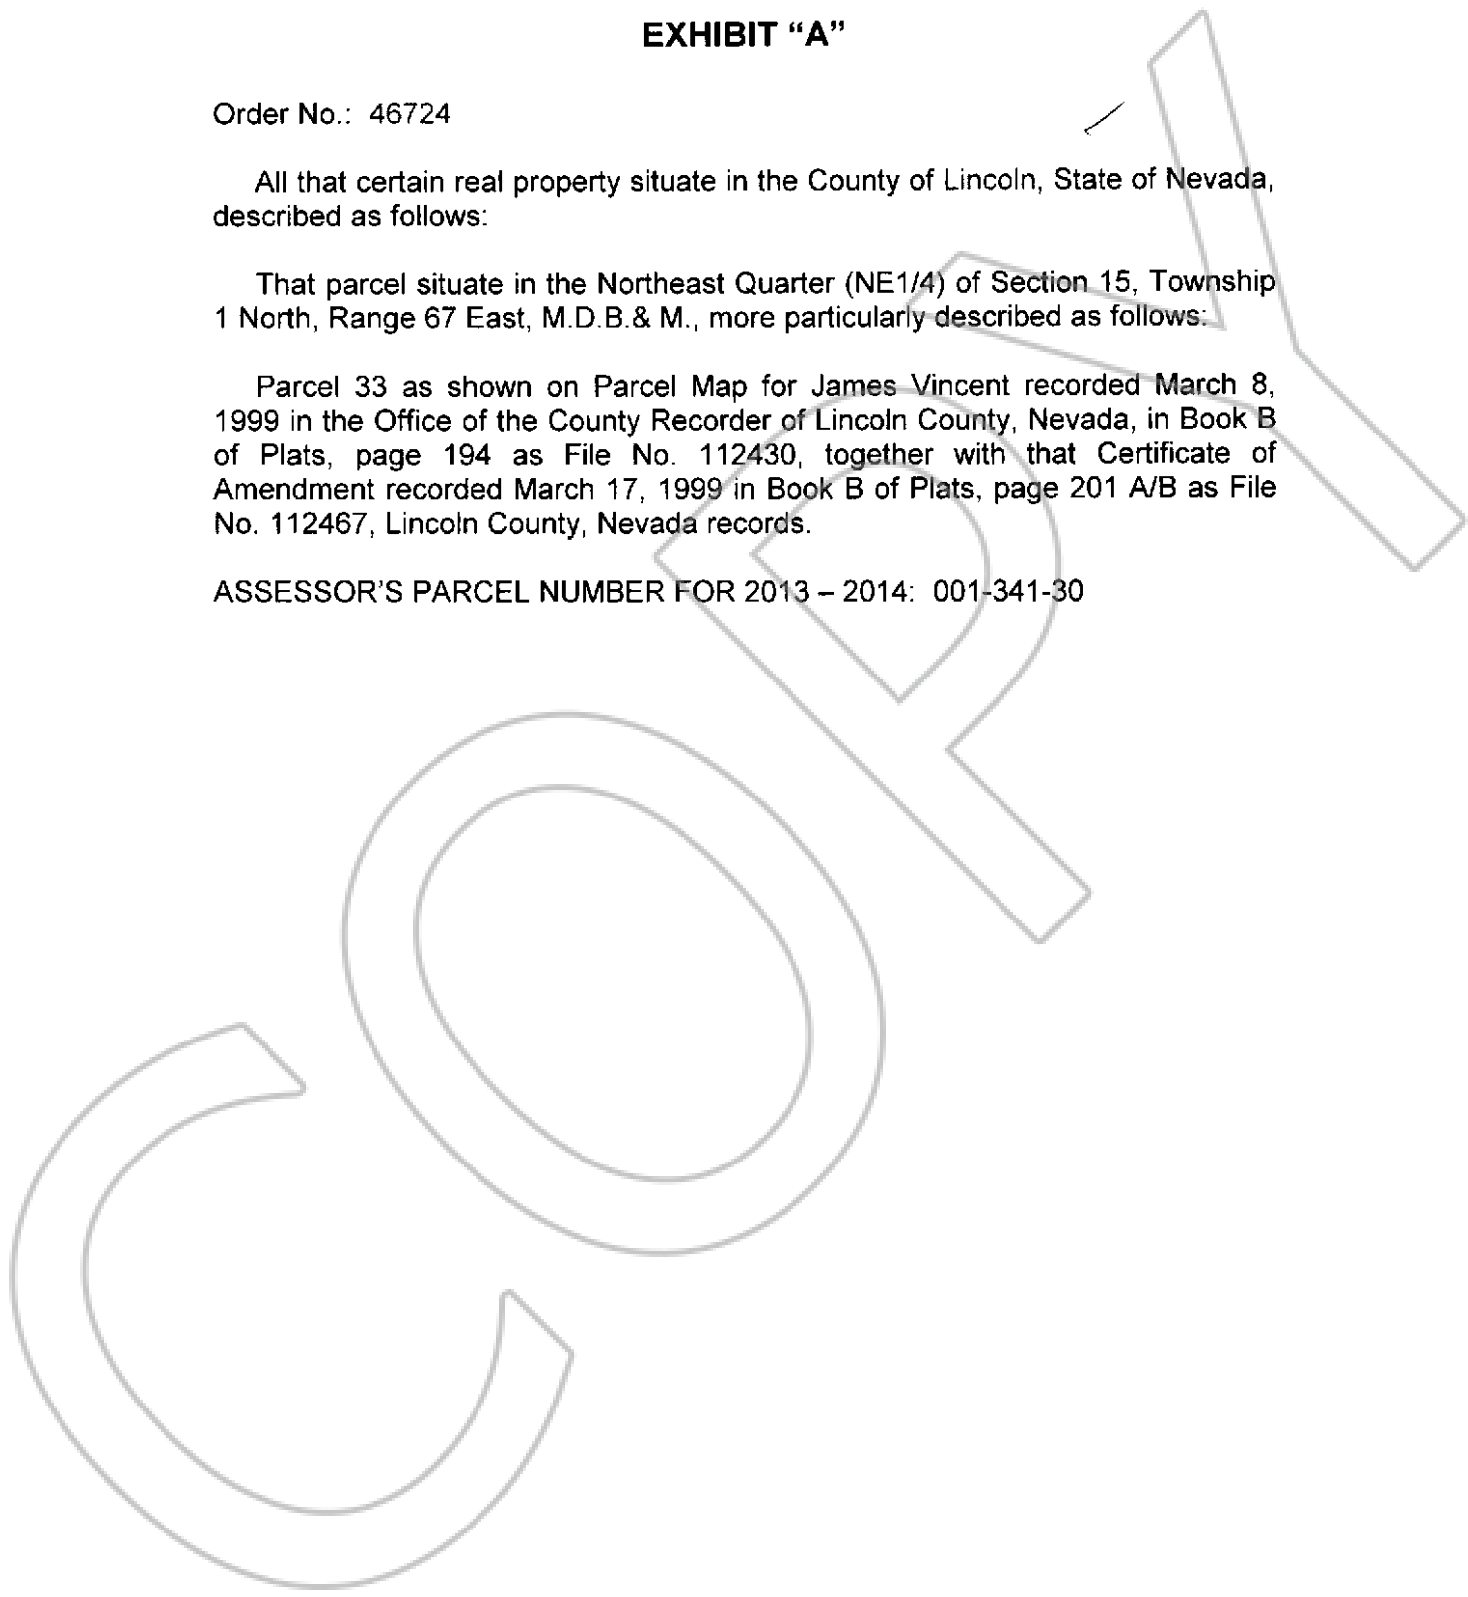 EXHIBIT “A”
Order No.: 46724
All that certain real property situate in the County of Lincoln, State of Nevada,
described as follows:
That parcel situate in the Northeast Quarter (NE1/4) of Section 15, Township
1 North, Range 67 East, M.D.B.& M., more particularly described as follows:
Parcel 33 as shown on Parcel Map for James Vincent recorded March 8,
1999 in the Office of the County Recorder of Lincoln County, Nevada, in Book B
of Plats, page 194 as File No. 112430, together with that Certificate of
Amendment recorded March 17, 1999 in Book B of Plats, page 201 A/B as File
No. 112467, Lincoln County, Nevada records.
ASSESSOR’S PARCEL NUMBER FOR 2013 – 2014: 001-341-30
COPY